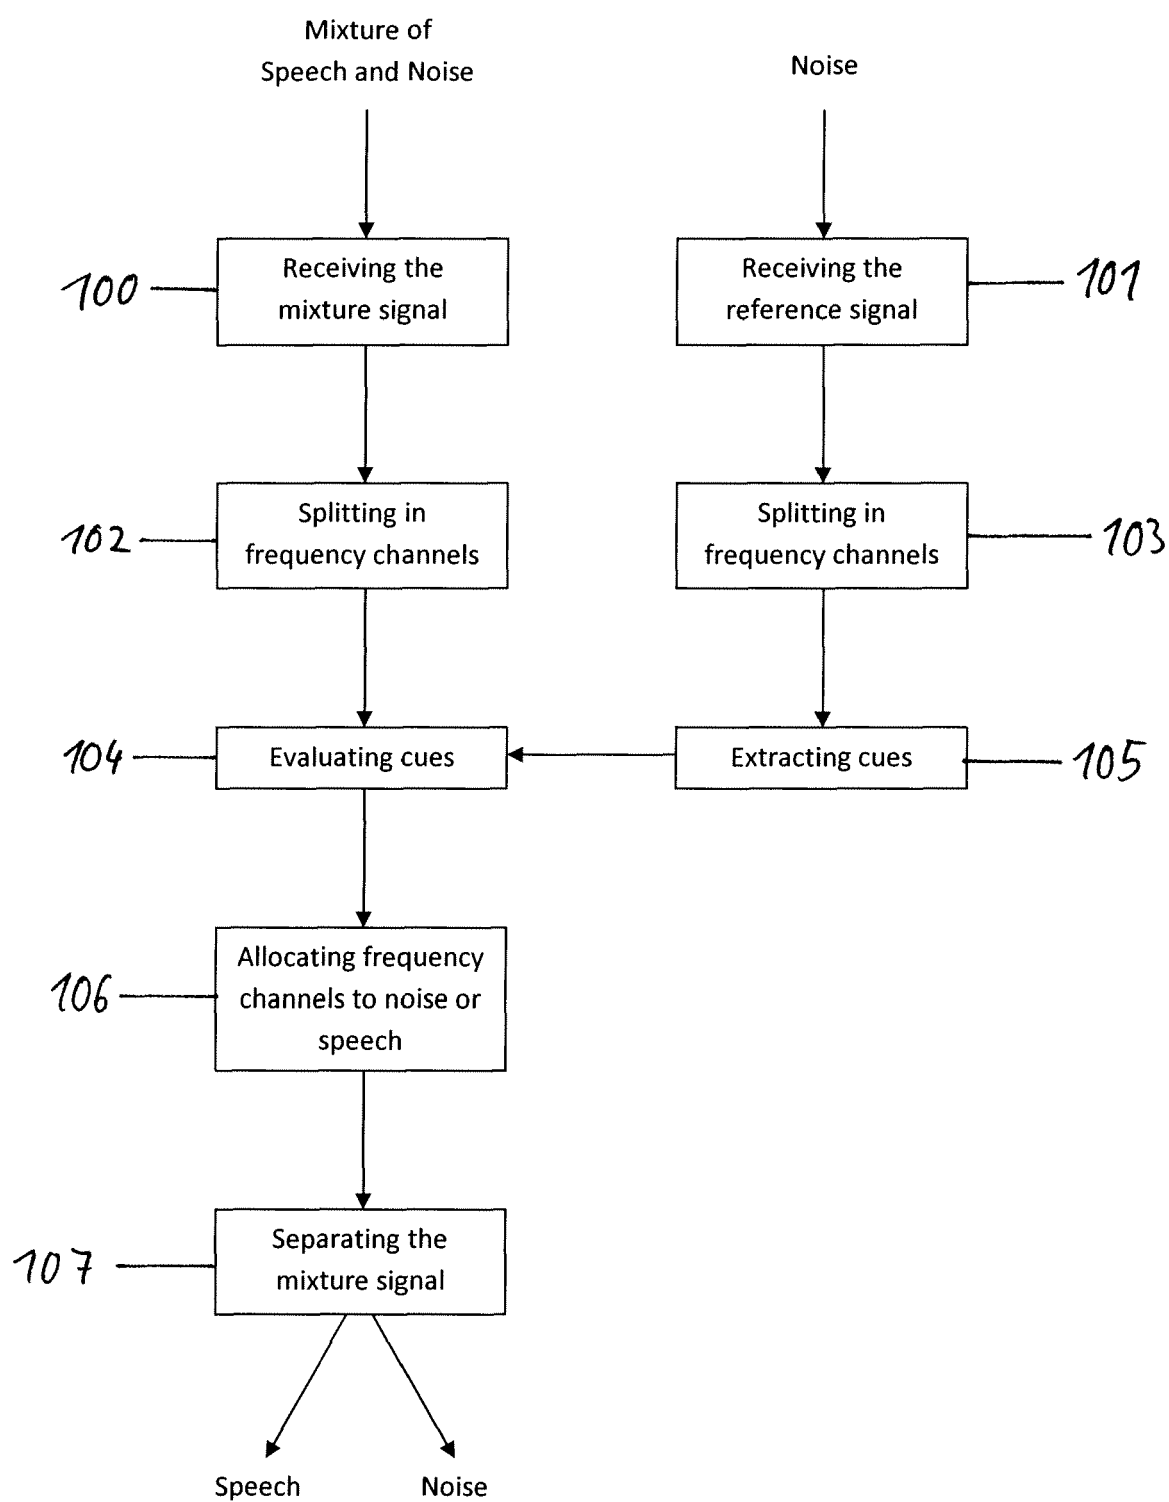 Mixture of
Speech and Noise
Noise
100
Receiving the
mixture signal
Receiving the
reference signal
101
102
Splitting in
frequency channels
Splitting in
frequency channels
103
104
Evaluating cues
Extracting cues
105
106
Allocating frequency
channels to noise or
speech
107
Separating the
mixture signal
Speech
Noise